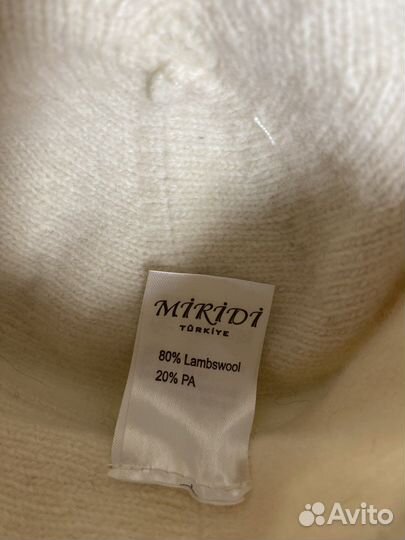 MİRİDİ
TÜRKİYE
80% Lambswool
20% PA
Avito